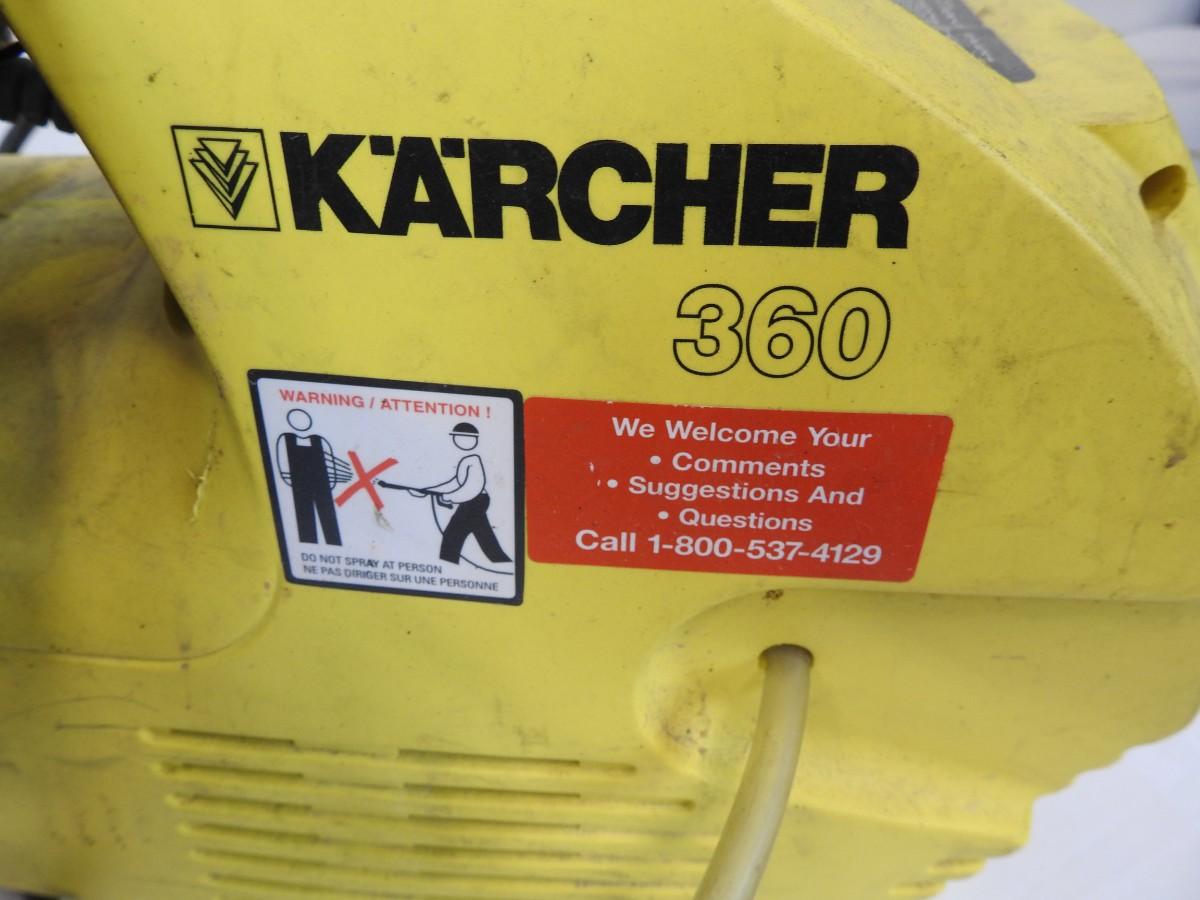 KÄRCHER
360
WARNING / ATTENTION !
DO NOT SPRAY AT PERSON
NE PAS DIRIGER SUR UNE PERSONNE
We Welcome Your
• Comments
• Suggestions And
• Questions
Call 1-800-537-4129